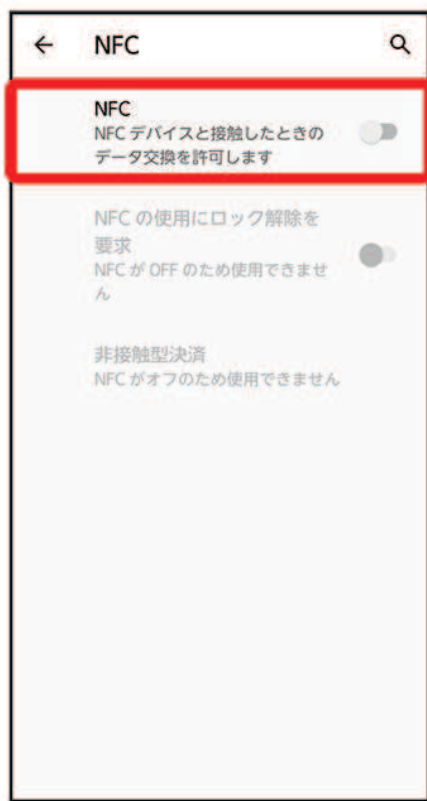 NFC
NFC
NFC デバイスと接触したときの
データ交換を許可します
NFC の使用にロック解除を
要求
NFC が OFF のため使用できませ
ん
非接触型決済
NFC がオフのため使用できません